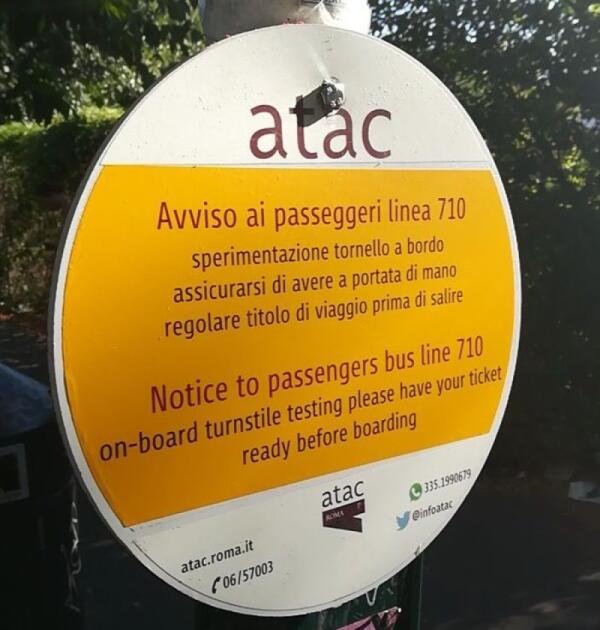 atac
Avviso ai passeggeri linea 710
sperimentazione tornello a bordo
assicurarsi di avere a portata di mano
regolare titolo di viaggio prima di salire
Notice to passengers bus line 710
on-board turnstile testing please have your ticket
ready before boarding
atac
ROMA
335.1990679
@infoatac
atac.roma.it
06/57003